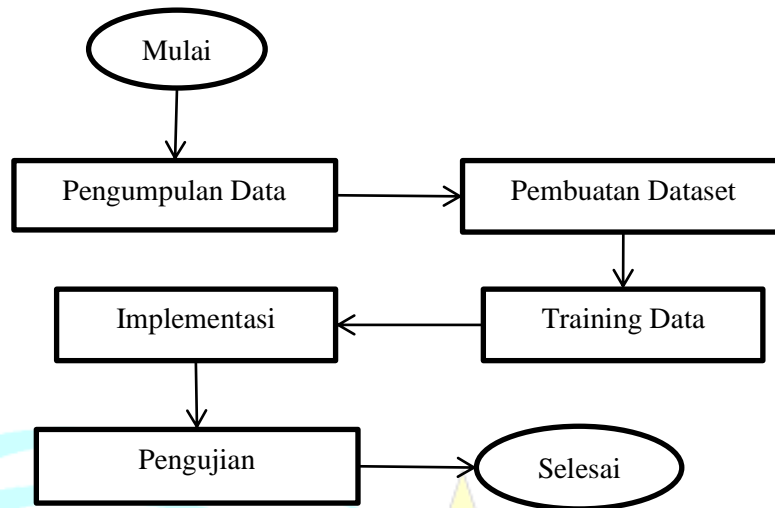 Mulai
Pengumpulan Data
Pembuatan Dataset
Training Data
Implementasi
Pengujian
Selesai